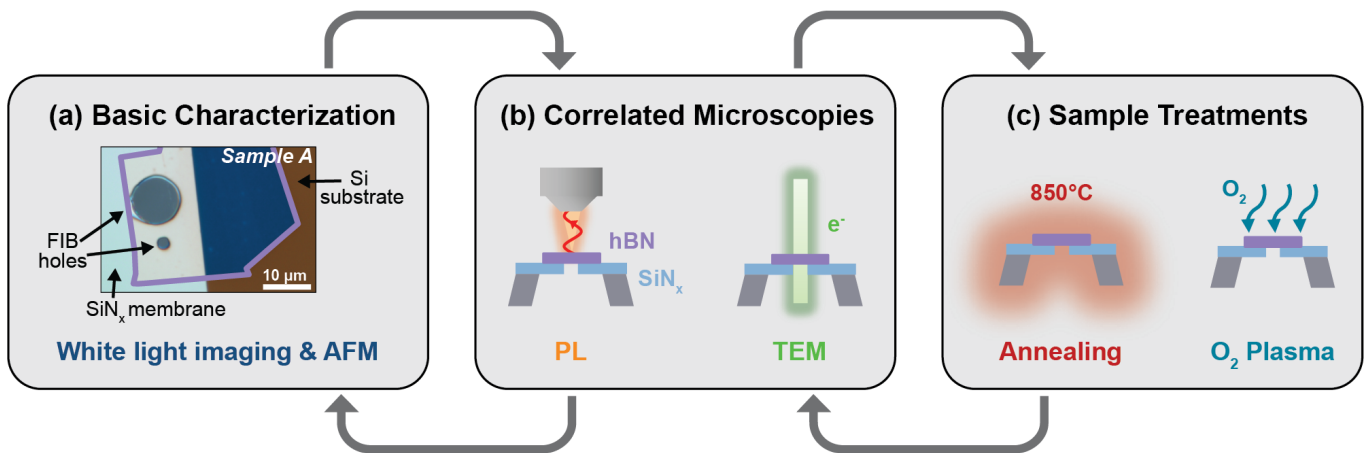 (a) Basic Characterization
Sample A
Si
substrate
FIB
holes
10 µm
SiNₓ membrane
White light imaging & AFM
(b) Correlated Microscopies
hBN
SiNₓ
e⁻
PL
TEM
(c) Sample Treatments
850°C
O₂
Annealing
O₂ Plasma